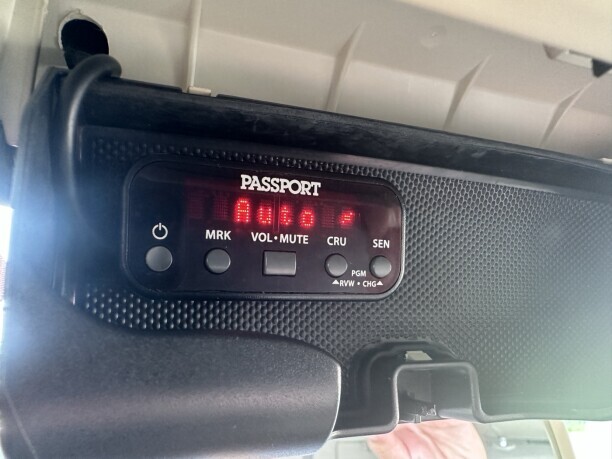 PASSPORT
Auto
MRK VOL•MUTE CRU SEN
PGM
▲RVW • CHG▲